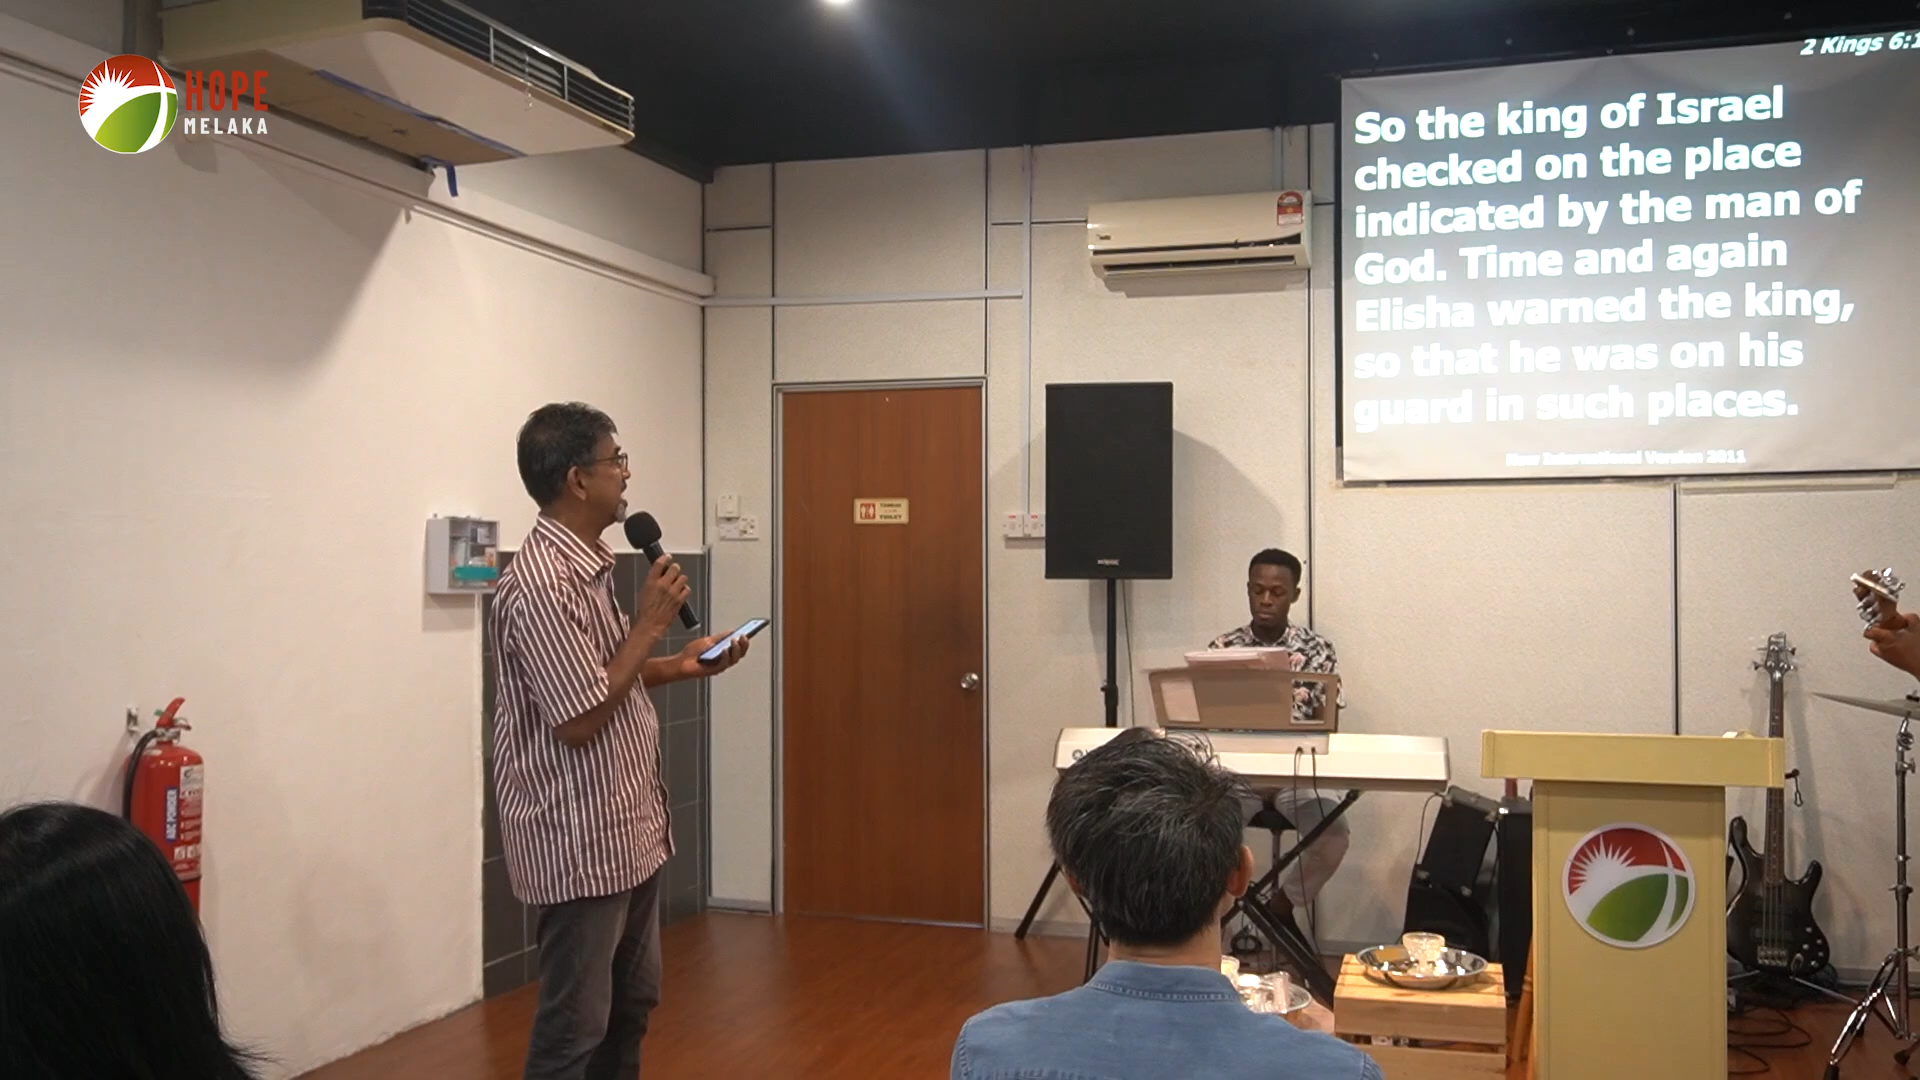 HOPE
MELAKA
2 Kings 6:1
So the king of Israel
checked on the place
indicated by the man of
God. Time and again
Elisha warned the king,
so that he was on his
guard in such places.
New International Version 2011
TANDAS
TOILET
ABC POWDER